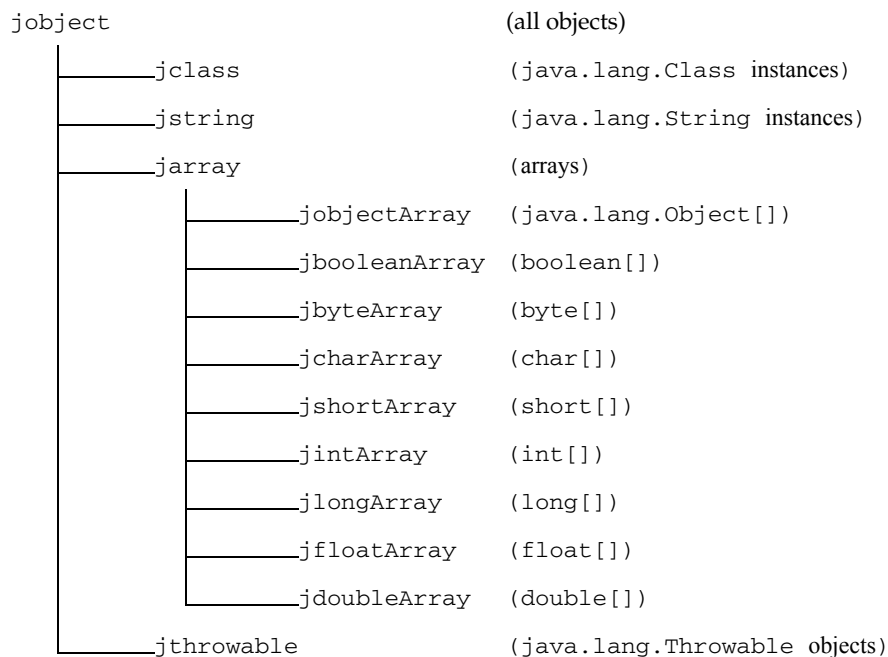 jobject (all objects)
jclass (java.lang.Class instances)
jstring (java.lang.String instances)
jarray (arrays)
jobjectArray (java.lang.Object[])
jbooleanArray (boolean[])
jbyteArray (byte[])
jcharArray (char[])
jshortArray (short[])
jintArray (int[])
jlongArray (long[])
jfloatArray (float[])
jdoubleArray (double[])
jthrowable (java.lang.Throwable objects)